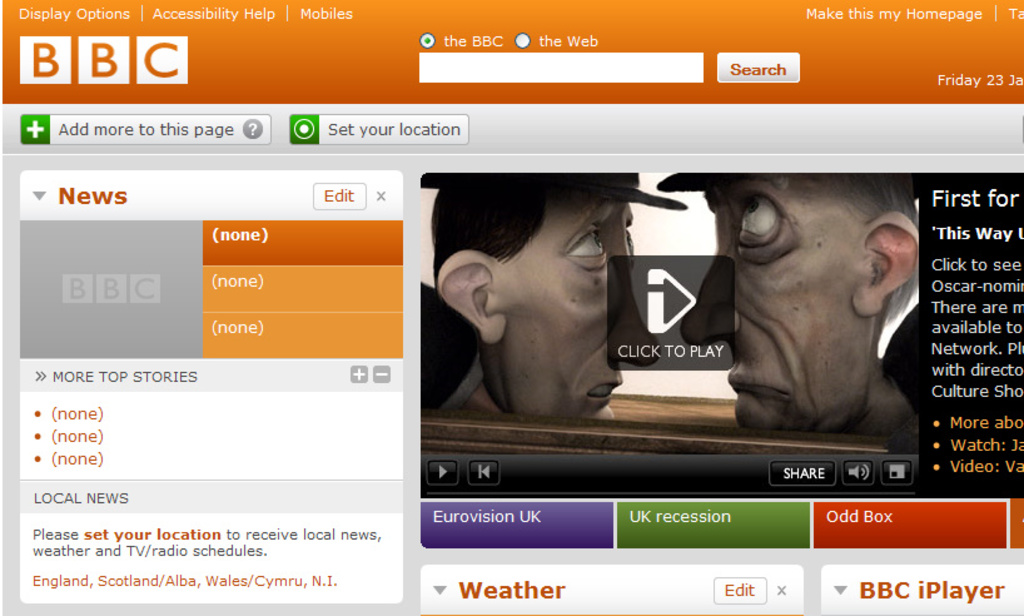 Display Options | Accessibility Help | Mobiles
Make this my Homepage | Ta
BBC
the BBC the Web
Search
Friday 23 Ja
Add more to this page ?
Set your location
News
Edit x
BBC
(none)
(none)
(none)
» MORE TOP STORIES
• (none)
• (none)
• (none)
LOCAL NEWS
Please set your location to receive local news,
weather and TV/radio schedules.
England, Scotland/Alba, Wales/Cymru, N.I.
CLICK TO PLAY
SHARE
First for
'This Way U
Click to see
Oscar-nomin
There are m
available to
Network. Plu
with directo
Culture Sho
• More abo
• Watch: Ja
• Video: Va
Eurovision UK
UK recession
Odd Box
Weather
Edit x
BBC iPlayer